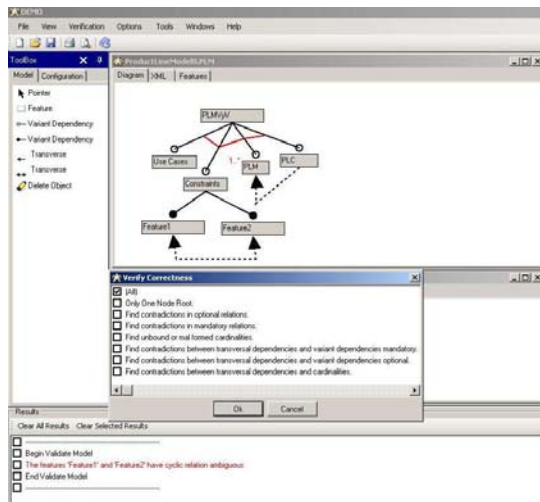 DEMO
File View Verification Options Tools Windows Help
ToolBox
Model Configuration
Pointer
Feature
Variant Dependency
Variant Dependency
Transverse
Transverse
Delete Object
ProductLineModel0.PLM
Diagram XML Features
PLMVyV
Use Cases
1..*
PLM
PLC
Constraints
Feature1
Feature2
Verify Correctness
(All)
Only One Node Root.
Find contradictions in optional relations.
Find contradictions in mandatory relations.
Find unbound or mal formed cardinalities.
Find contradictions between transversal dependencies and variant dependencies mandatory.
Find contradictions between transversal dependencies and variant dependencies optional.
Find contradictions between transversal dependencies and cardinalities.
Ok Cancel
Results
Clear All Results Clear Selected Results
Begin Validate Model
The features 'Feature1' and 'Feature2' have cyclic relation ambiguous
End Validate Model